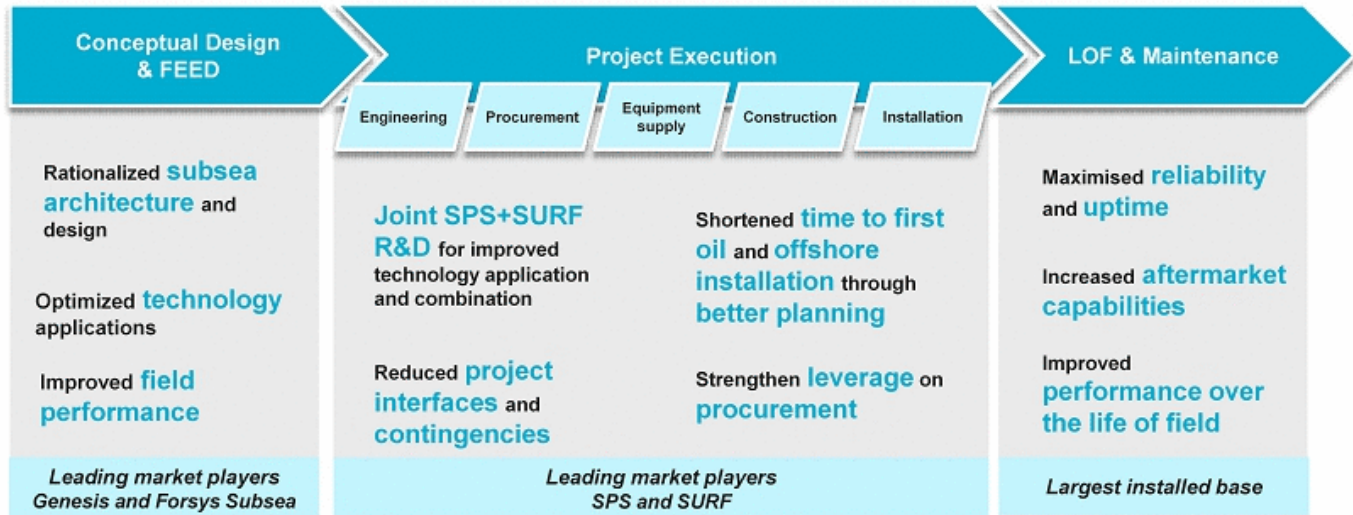 Conceptual Design
& FEED
Project Execution
LOF & Maintenance
Engineering
Procurement
Equipment
supply
Construction
Installation
Rationalized subsea
architecture and
design
Optimized technology
applications
Improved field
performance
Joint SPS+SURF
R&D for improved
technology application
and combination
Reduced project
interfaces and
contingencies
Shortened time to first
oil and offshore
installation through
better planning
Strengthen leverage on
procurement
Maximised reliability
and uptime
Increased aftermarket
capabilities
Improved
performance over
the life of field
Leading market players
Genesis and Forsys Subsea
Leading market players
SPS and SURF
Largest installed base